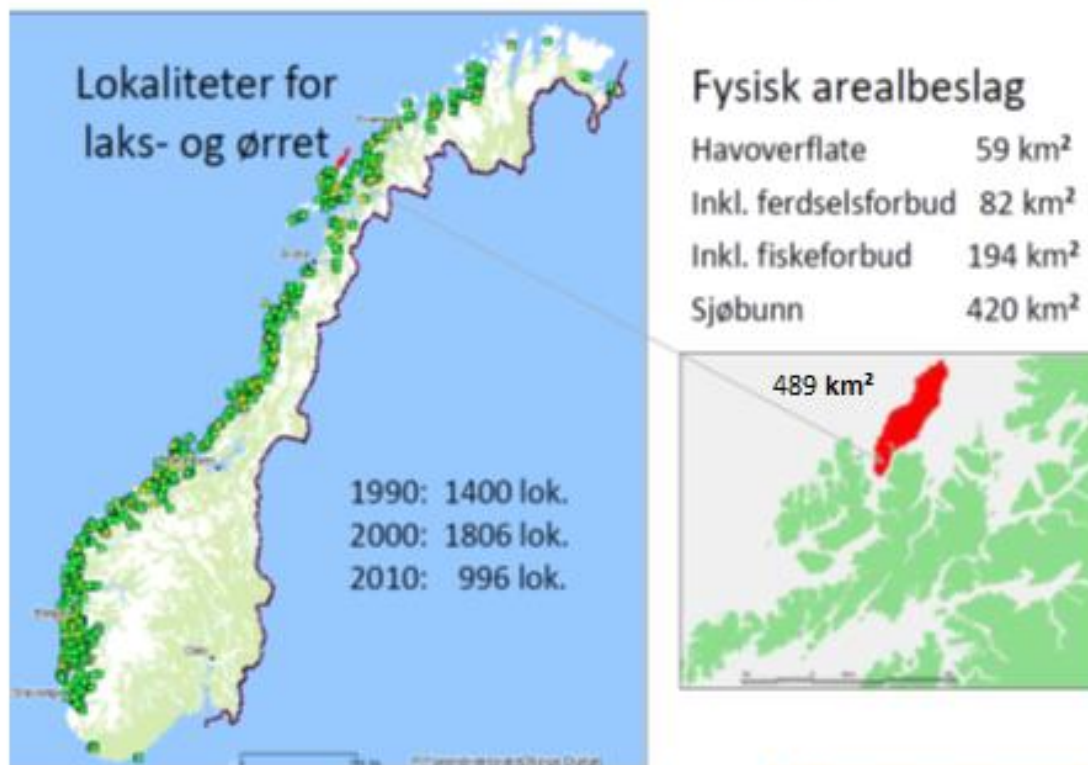 Lokaliteter for
laks- og ørret
1990: 1400 lok.
2000: 1806 lok.
2010: 996 lok.
Fysisk arealbeslag
Havoverflate 59 km²
Inkl. ferdselsforbud 82 km²
Inkl. fiskeforbud 194 km²
Sjøbunn 420 km²
489 km²